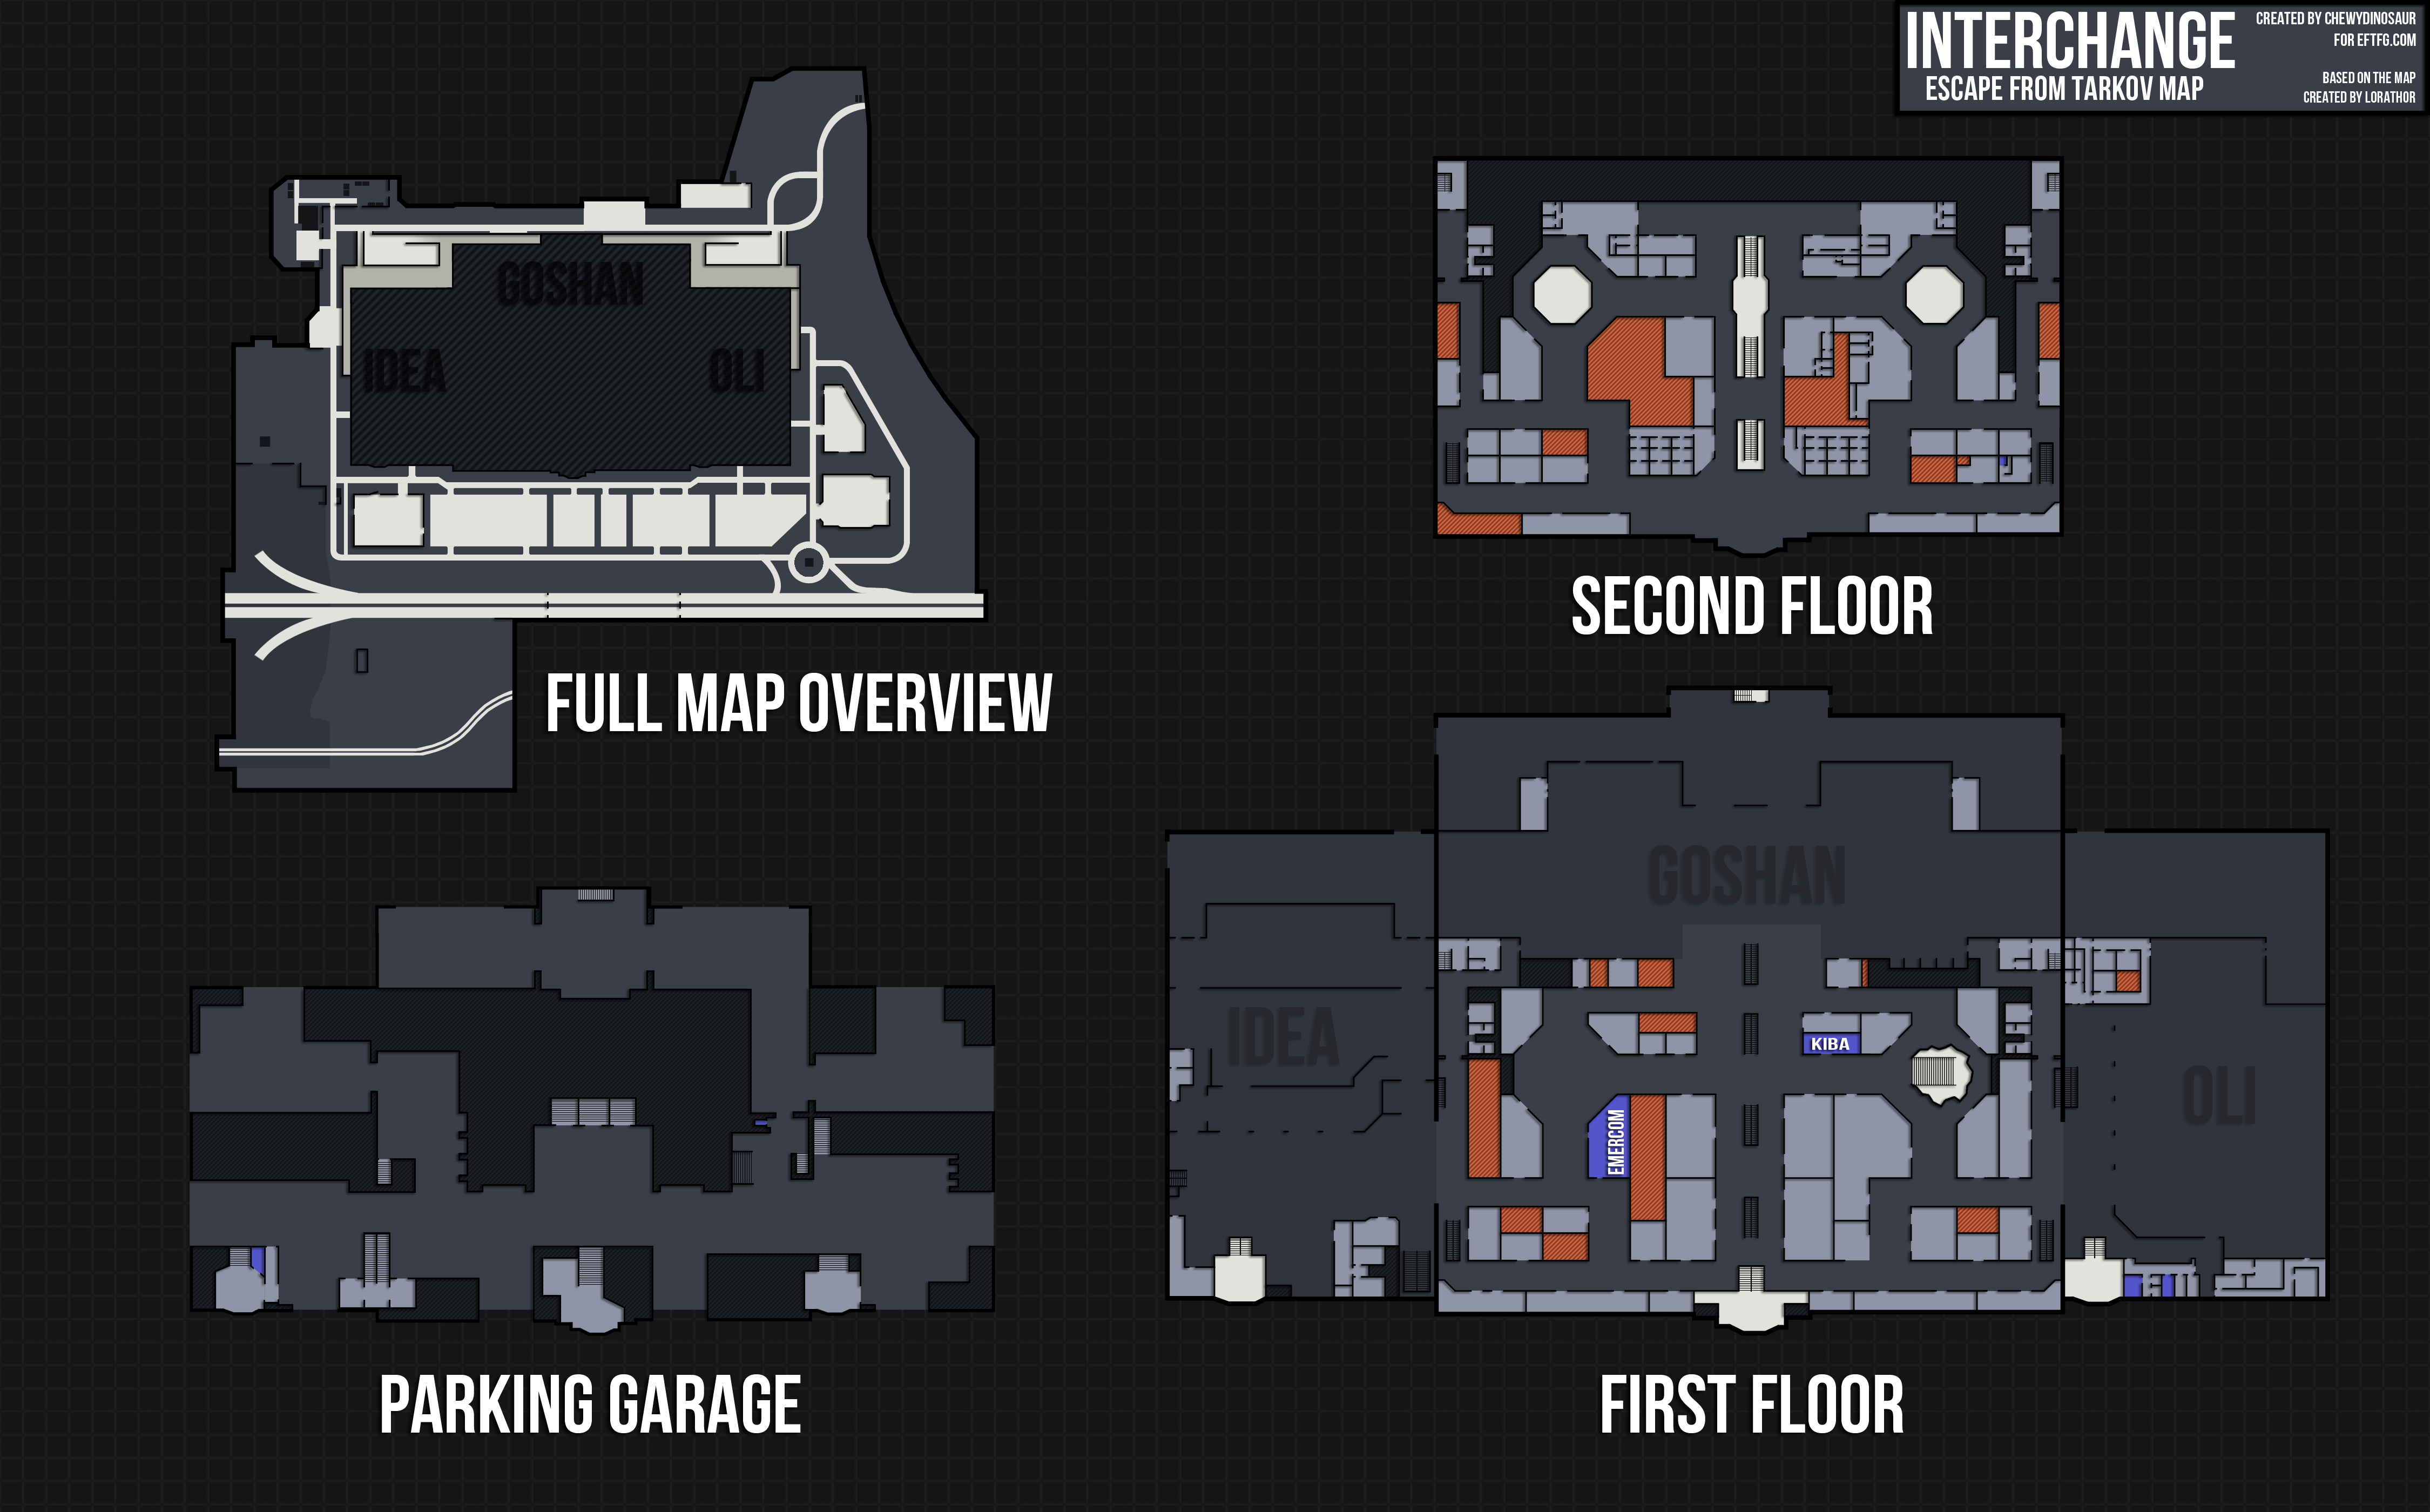 INTERCHANGE
ESCAPE FROM TARKOV MAP
CREATED BY CHEWYDINOSAUR
FOR EFTFG.COM
BASED ON THE MAP
CREATED BY LORATHOR
GOSHAN
IDEA
OLI
FULL MAP OVERVIEW
SECOND FLOOR
GOSHAN
IDEA
OLI
KIBA
EMERCOM
PARKING GARAGE
FIRST FLOOR